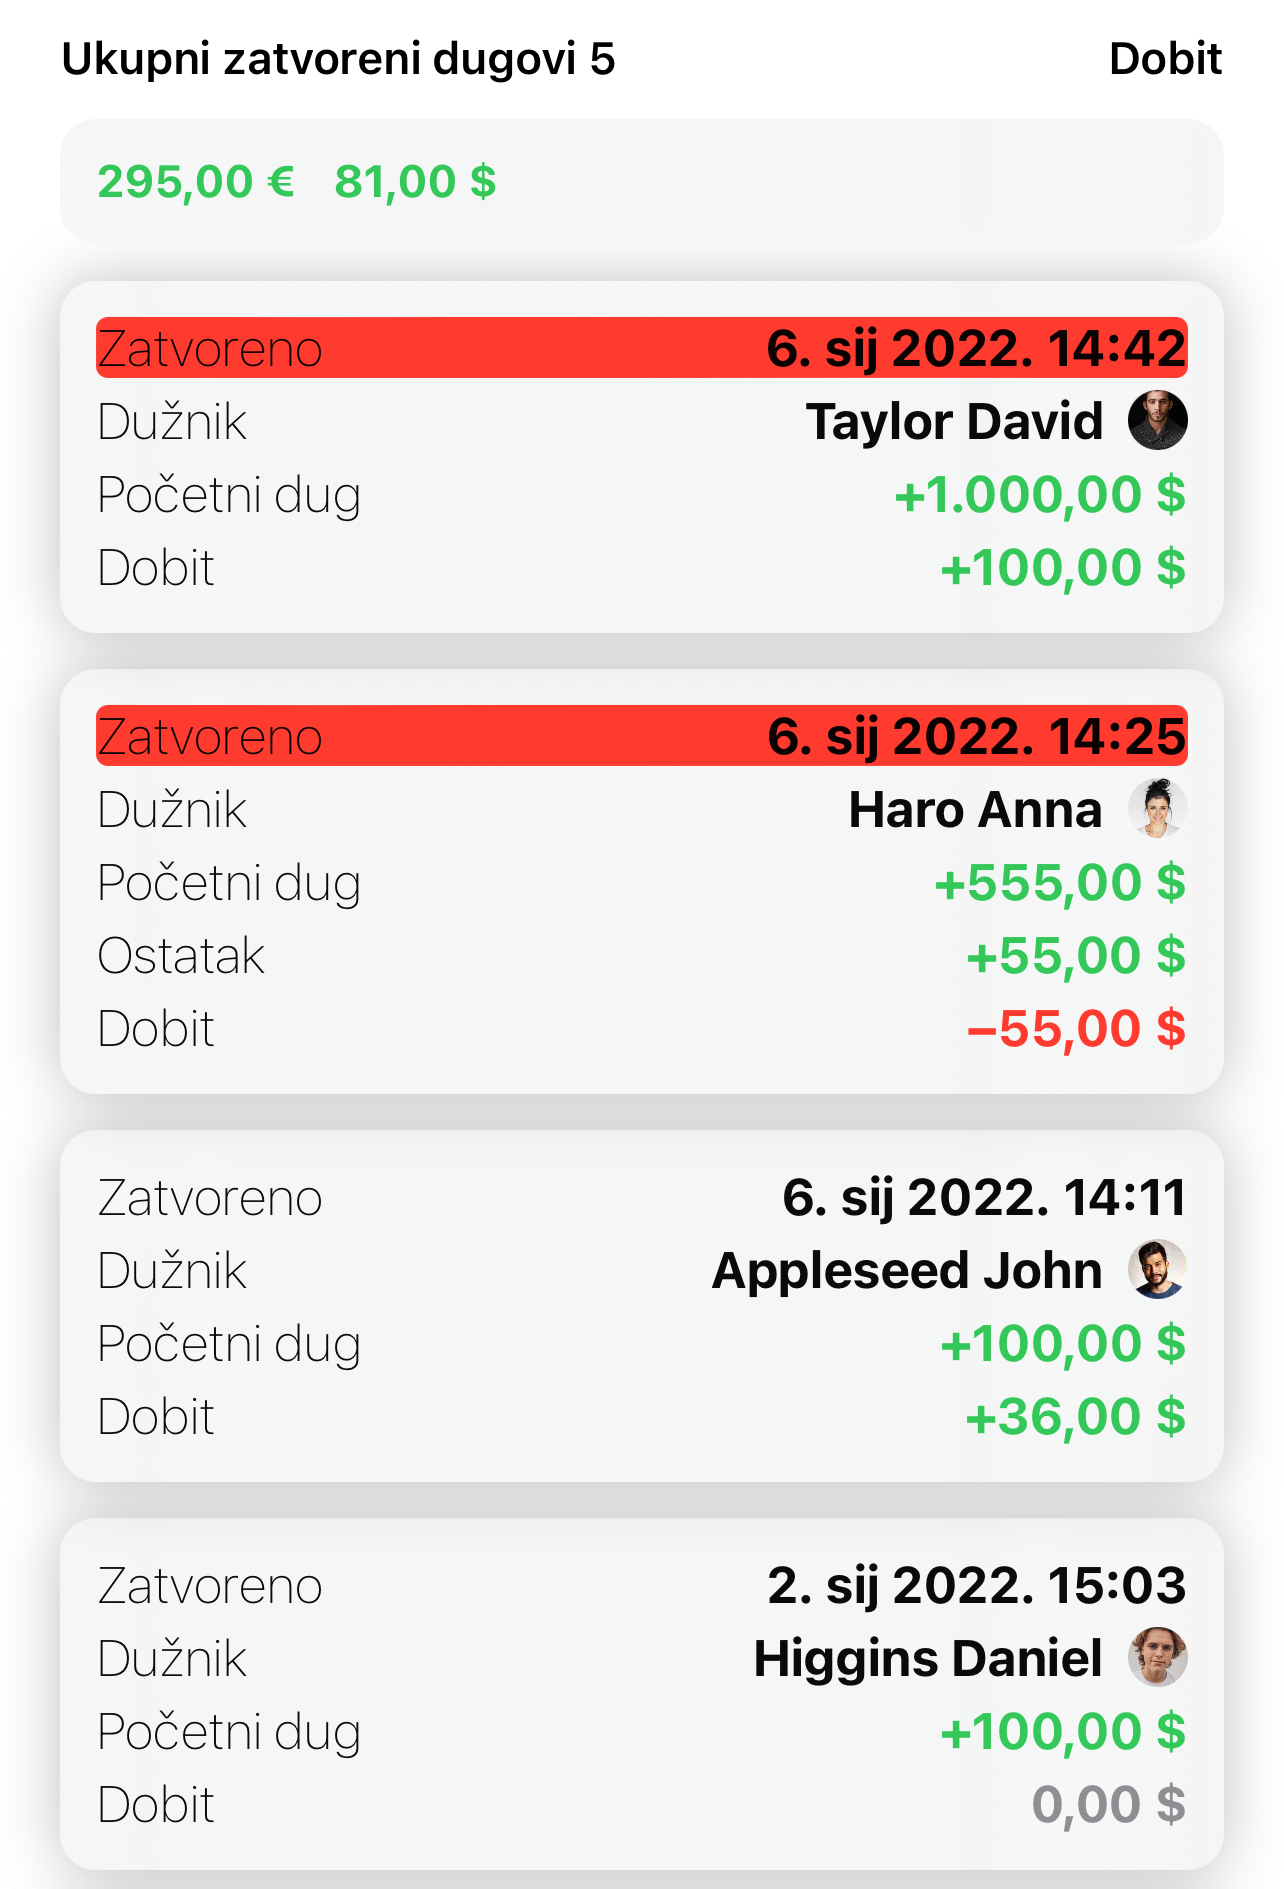 Ukupni zatvoreni dugovi 5 Dobit
295,00 € 81,00 $
Zatvoreno 6. sij 2022. 14:42
Dužnik Taylor David
Početni dug +1.000,00 $
Dobit +100,00 $
Zatvoreno 6. sij 2022. 14:25
Dužnik Haro Anna
Početni dug +555,00 $
Ostatak +55,00 $
Dobit –55,00 $
Zatvoreno 6. sij 2022. 14:11
Dužnik Appleseed John
Početni dug +100,00 $
Dobit +36,00 $
Zatvoreno 2. sij 2022. 15:03
Dužnik Higgins Daniel
Početni dug +100,00 $
Dobit 0,00 $